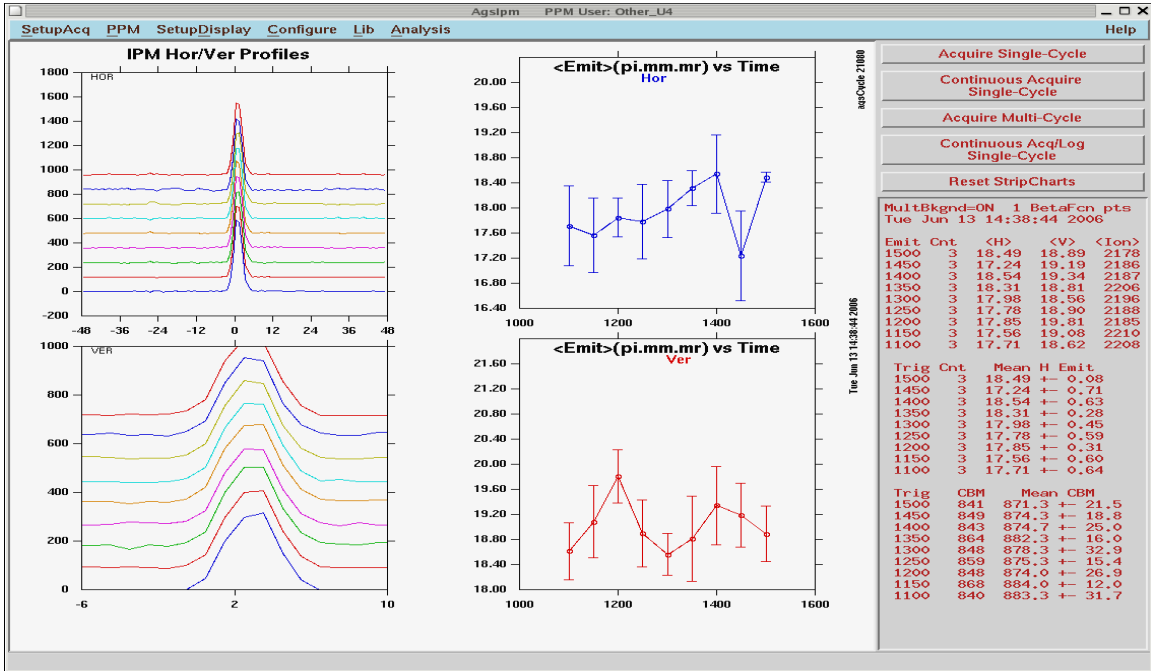 AgsIpm PPM User: Other_U4
SetupAcq PPM SetupDisplay Configure Lib Analysis Help
IPM Hor/Ver Profiles
HOR
1800
1600
1400
1200
1000
800
600
400
200
0
-200
-48 -36 -24 -12 0 12 24 36 48
VER
1000
800
600
400
200
0
-6 2 10
<Emit>(pi.mm.mr) vs Time
Hor
20.00
19.60
19.20
18.80
18.40
18.00
17.60
17.20
16.80
16.40
1000 1200 1400 1600
<Emit>(pi.mm.mr) vs Time
Ver
21.60
21.20
20.80
20.40
20.00
19.60
19.20
18.80
18.40
18.00
1000 1200 1400 1600
agsCycle 21080
Tue Jun 13 14:38:44 2006
Acquire Single-Cycle
Continuous Acquire
Single-Cycle
Acquire Multi-Cycle
Continuous Acq/Log
Single-Cycle
Reset StripCharts
MultBkgnd=ON 1 BetaFcn pts
Tue Jun 13 14:38:44 2006
Emit Cnt <H> <V> <Ion>
1500 3 18.49 18.89 2178
1450 3 17.24 19.19 2186
1400 3 18.54 19.34 2187
1350 3 18.31 18.81 2206
1300 3 17.98 18.56 2196
1250 3 17.78 18.90 2188
1200 3 17.85 19.81 2185
1150 3 17.56 19.08 2210
1100 3 17.71 18.62 2208
Trig Cnt Mean H Emit
1500 3 18.49 +- 0.08
1450 3 17.24 +- 0.71
1400 3 18.54 +- 0.63
1350 3 18.31 +- 0.28
1300 3 17.98 +- 0.45
1250 3 17.78 +- 0.59
1200 3 17.85 +- 0.31
1150 3 17.56 +- 0.60
1100 3 17.71 +- 0.64
Trig CBM Mean CBM
1500 841 871.3 +- 21.5
1450 849 874.3 +- 18.8
1400 843 874.7 +- 25.0
1350 864 882.3 +- 16.0
1300 848 878.3 +- 32.9
1250 859 875.3 +- 15.4
1200 848 874.0 +- 26.9
1150 868 884.0 +- 12.0
1100 840 883.3 +- 31.7